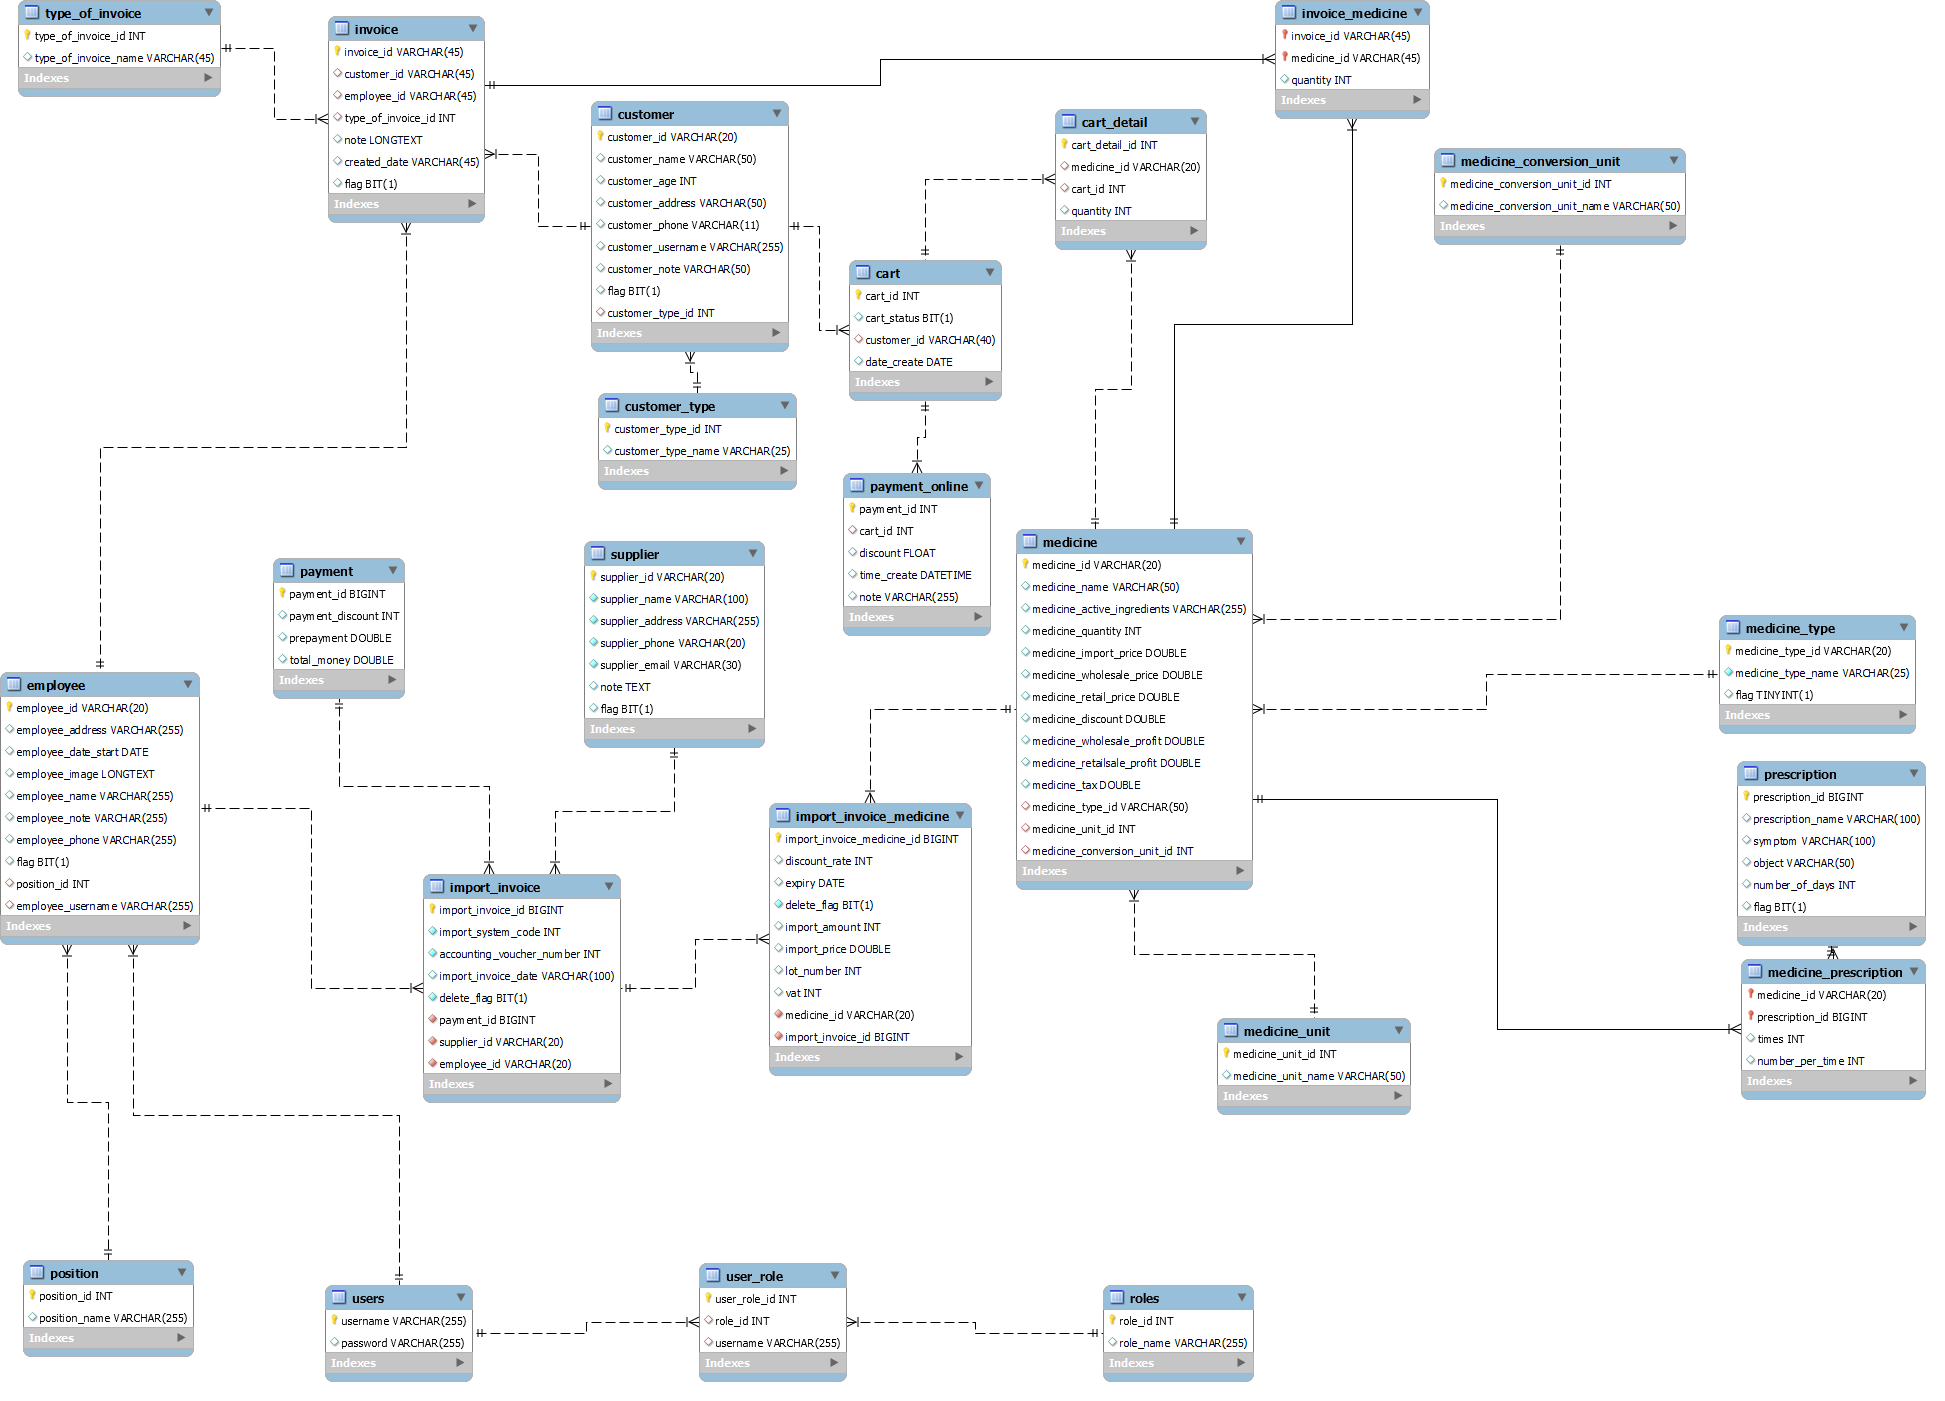 type_of_invoice
type_of_invoice_id INT
type_of_invoice_name VARCHAR(45)
Indexes
invoice
invoice_id VARCHAR(45)
customer_id VARCHAR(45)
employee_id VARCHAR(45)
type_of_invoice_id INT
note LONGTEXT
created_date VARCHAR(45)
flag BIT(1)
Indexes
invoice_medicine
invoice_id VARCHAR(45)
medicine_id VARCHAR(45)
quantity INT
Indexes
customer
customer_id VARCHAR(20)
customer_name VARCHAR(50)
customer_age INT
customer_address VARCHAR(50)
customer_phone VARCHAR(11)
customer_username VARCHAR(255)
customer_note VARCHAR(50)
flag BIT(1)
customer_type_id INT
Indexes
cart_detail
cart_detail_id INT
medicine_id VARCHAR(20)
cart_id INT
quantity INT
Indexes
medicine_conversion_unit
medicine_conversion_unit_id INT
medicine_conversion_unit_name VARCHAR(50)
Indexes
cart
cart_id INT
cart_status BIT(1)
customer_id VARCHAR(40)
date_create DATE
Indexes
customer_type
customer_type_id INT
customer_type_name VARCHAR(25)
Indexes
payment_online
payment_id INT
cart_id INT
discount FLOAT
time_create DATETIME
note VARCHAR(255)
Indexes
medicine
medicine_id VARCHAR(20)
medicine_name VARCHAR(50)
medicine_active_ingredients VARCHAR(255)
medicine_quantity INT
medicine_import_price DOUBLE
medicine_wholesale_price DOUBLE
medicine_retail_price DOUBLE
medicine_discount DOUBLE
medicine_wholesale_profit DOUBLE
medicine_retailsale_profit DOUBLE
medicine_tax DOUBLE
medicine_type_id VARCHAR(50)
medicine_unit_id INT
medicine_conversion_unit_id INT
Indexes
payment
payment_id BIGINT
payment_discount INT
prepayment DOUBLE
total_money DOUBLE
Indexes
supplier
supplier_id VARCHAR(20)
supplier_name VARCHAR(100)
supplier_address VARCHAR(255)
supplier_phone VARCHAR(20)
supplier_email VARCHAR(30)
note TEXT
flag BIT(1)
Indexes
medicine_type
medicine_type_id VARCHAR(20)
medicine_type_name VARCHAR(25)
flag TINYINT(1)
Indexes
employee
employee_id VARCHAR(20)
employee_address VARCHAR(255)
employee_date_start DATE
employee_image LONGTEXT
employee_name VARCHAR(255)
employee_note VARCHAR(255)
employee_phone VARCHAR(255)
flag BIT(1)
position_id INT
employee_username VARCHAR(255)
Indexes
prescription
prescription_id BIGINT
prescription_name VARCHAR(100)
symptom VARCHAR(100)
object VARCHAR(50)
number_of_days INT
flag BIT(1)
Indexes
import_invoice_medicine
import_invoice_medicine_id BIGINT
discount_rate INT
expiry DATE
delete_flag BIT(1)
import_amount INT
import_price DOUBLE
lot_number INT
vat INT
medicine_id VARCHAR(20)
import_invoice_id BIGINT
Indexes
import_invoice
import_invoice_id BIGINT
import_system_code INT
accounting_voucher_number INT
import_invoice_date VARCHAR(100)
delete_flag BIT(1)
payment_id BIGINT
supplier_id VARCHAR(20)
employee_id VARCHAR(20)
Indexes
medicine_prescription
medicine_id VARCHAR(20)
prescription_id BIGINT
times INT
number_per_time INT
Indexes
medicine_unit
medicine_unit_id INT
medicine_unit_name VARCHAR(50)
Indexes
position
position_id INT
position_name VARCHAR(255)
Indexes
users
username VARCHAR(255)
password VARCHAR(255)
Indexes
user_role
user_role_id INT
role_id INT
username VARCHAR(255)
Indexes
roles
role_id INT
role_name VARCHAR(255)
Indexes